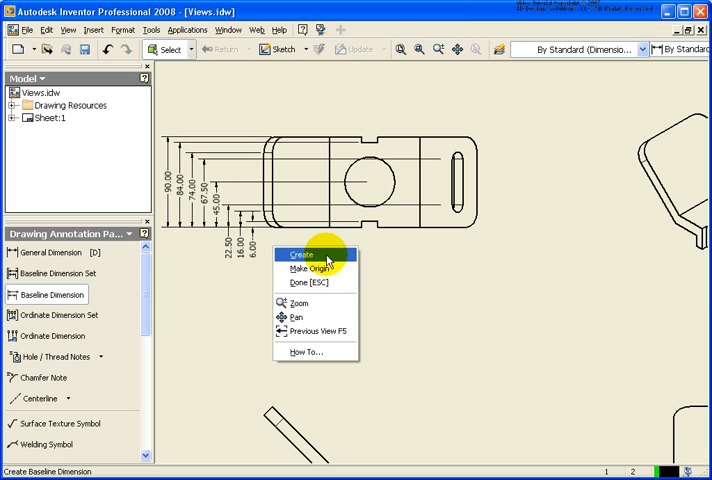 Autodesk Inventor Professional 2008 - [Views.idw]
File Edit View Insert Format Tools Applications Window Web Help
Select Return Sketch Update By Standard (Dimensio... By Standard
Model
Views.idw
Drawing Resources
Sheet:1
Drawing Annotation Pa...
General Dimension [D]
Baseline Dimension Set
Baseline Dimension
Ordinate Dimension Set
Ordinate Dimension
Hole / Thread Notes
Chamfer Note
Centerline
Surface Texture Symbol
Welding Symbol
90.00
84.00
74.00
67.50
45.00
22.50
16.00
6.00
Create
Make Origin
Done [ESC]
Zoom
Pan
Previous View F5
How To...
Create Baseline Dimension
1 2